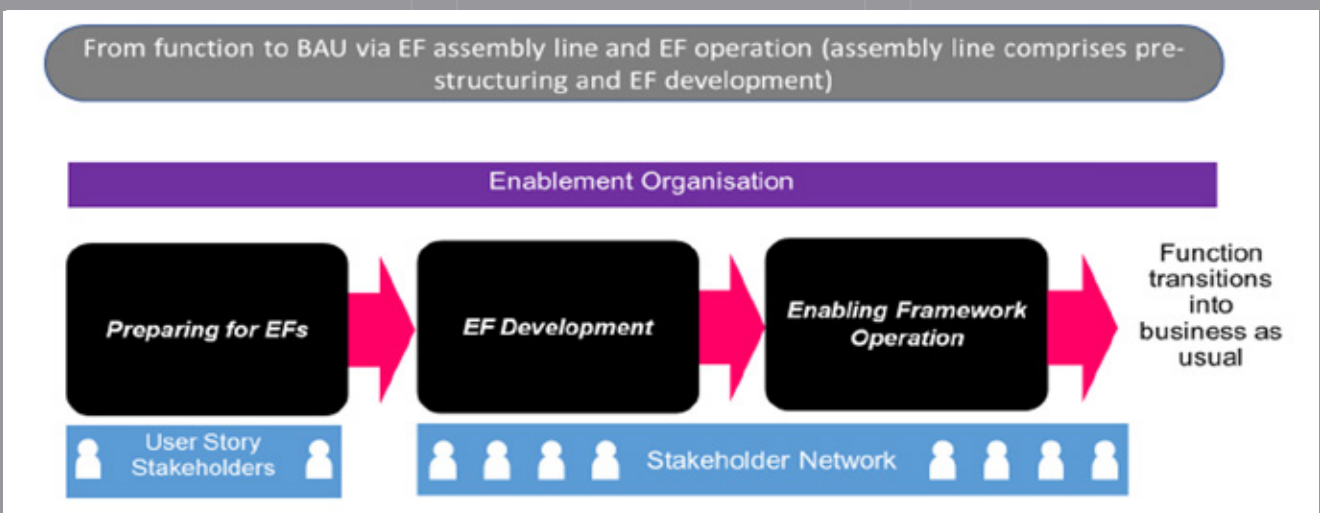 From function to BAU via EF assembly line and EF operation (assembly line comprises pre-
structuring and EF development)
Enablement Organisation
Preparing for EFs
EF Development
Enabling Framework
Operation
Function
transitions
into
business as
usual
User Story
Stakeholders
Stakeholder Network